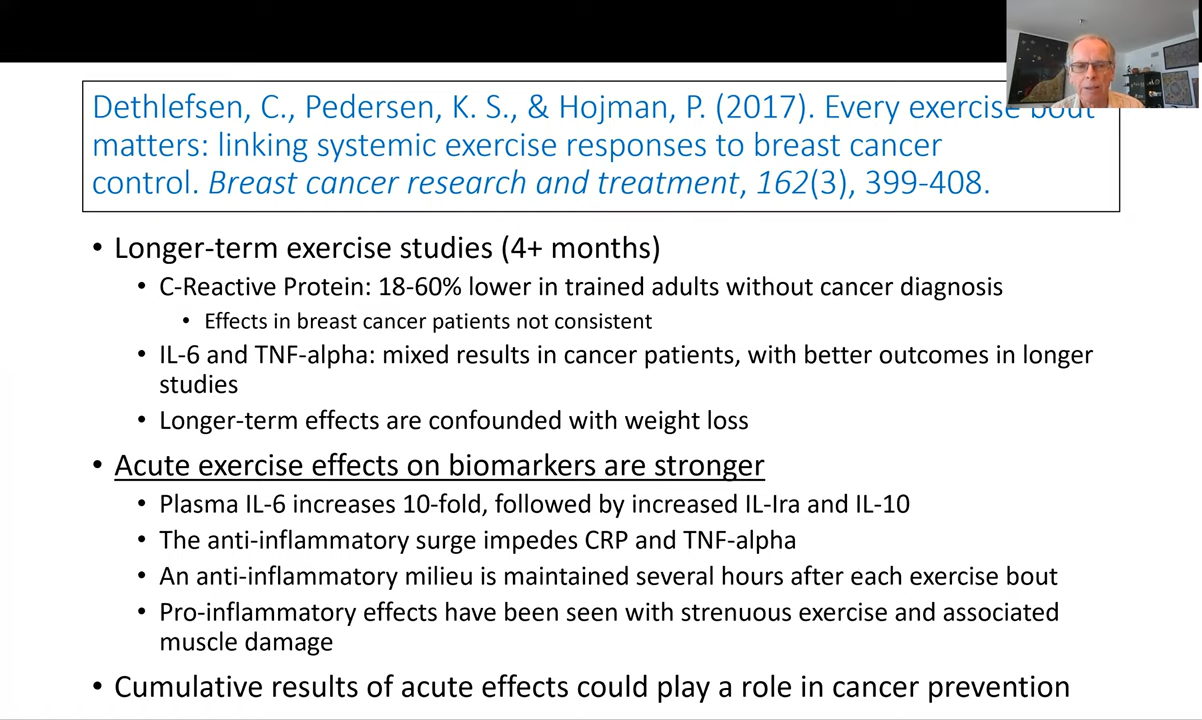 Dethlefsen, C., Pedersen, K. S., & Hojman, P. (2017). Every exercise bout
matters: linking systemic exercise responses to breast cancer
control. Breast cancer research and treatment, 162(3), 399-408.
• Longer-term exercise studies (4+ months)
• C-Reactive Protein: 18-60% lower in trained adults without cancer diagnosis
• Effects in breast cancer patients not consistent
• IL-6 and TNF-alpha: mixed results in cancer patients, with better outcomes in longer
studies
• Longer-term effects are confounded with weight loss
• Acute exercise effects on biomarkers are stronger
• Plasma IL-6 increases 10-fold, followed by increased IL-Ira and IL-10
• The anti-inflammatory surge impedes CRP and TNF-alpha
• An anti-inflammatory milieu is maintained several hours after each exercise bout
• Pro-inflammatory effects have been seen with strenuous exercise and associated
muscle damage
• Cumulative results of acute effects could play a role in cancer prevention